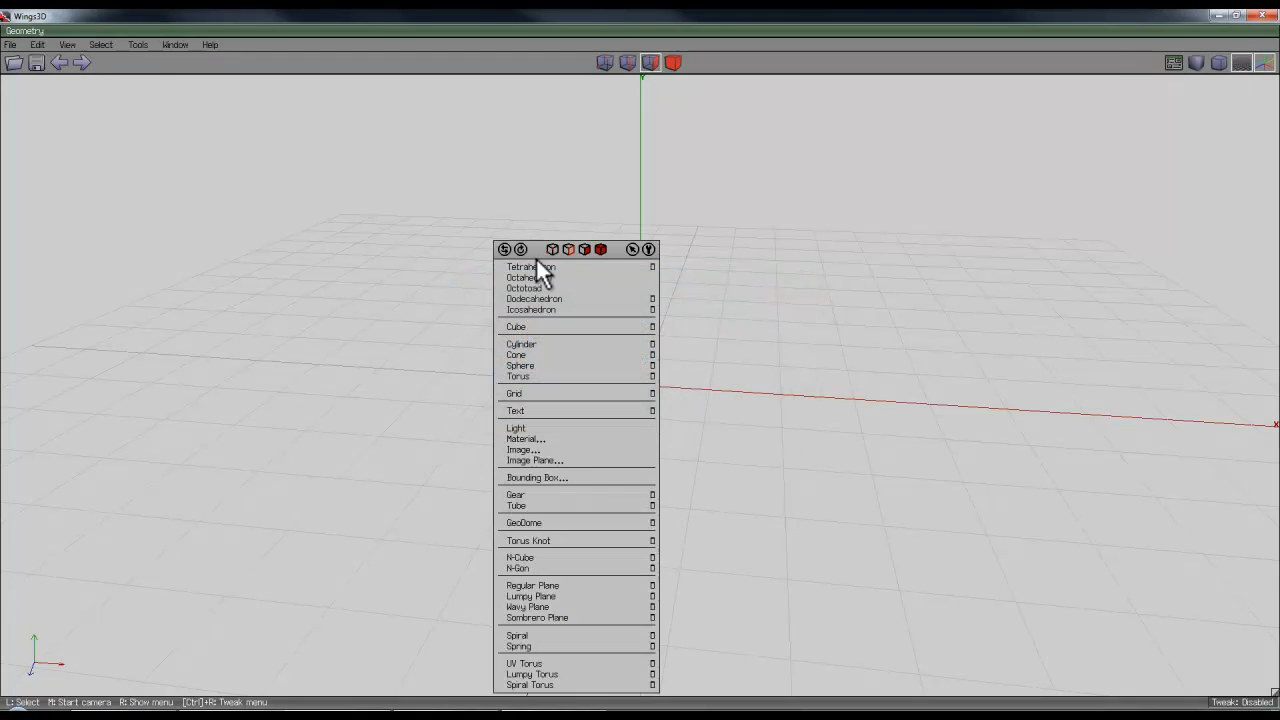 Wings3D
Geometry
File Edit View Select Tools Window Help
Y
Tetrahedron
Octahedron
Octotoad
Dodecahedron
Icosahedron
Cube
Cylinder
Cone
Sphere
Torus
Grid
Text
Light
Material...
Image...
Image Plane...
Bounding Box...
Gear
Tube
GeoDome
Torus Knot
N-Cube
N-Gon
Regular Plane
Lumpy Plane
Wavy Plane
Sombrero Plane
Spiral
Spring
UV Torus
Lumpy Torus
Spiral Torus
X
L: Select M: Start camera R: Show menu [Ctrl]+R: Tweak menu
Tweak: Disabled